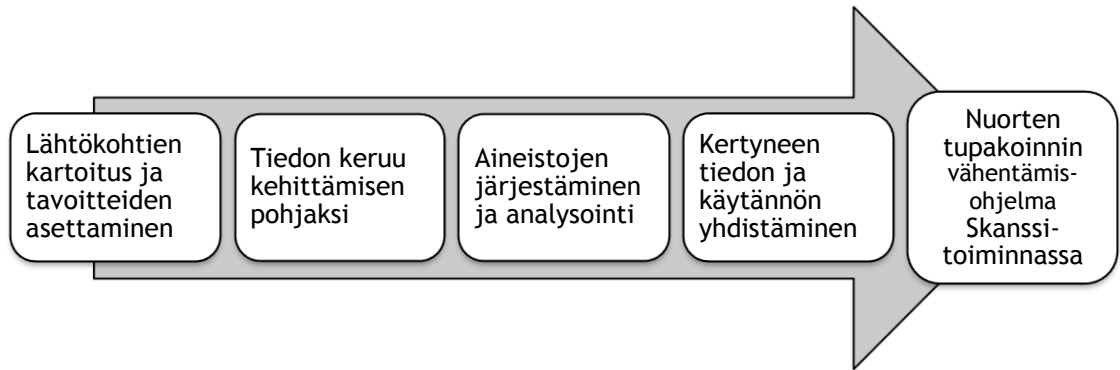 Lähtökohtien
kartoitus ja
tavoitteiden
asettaminen
Tiedon keruu
kehittämisen
pohjaksi
Aineistojen
järjestäminen
ja analysointi
Kertyneen
tiedon ja
käytännön
yhdistäminen
Nuorten
tupakoinnin
vähentämis-
ohjelma
Skanssi-
toiminnassa